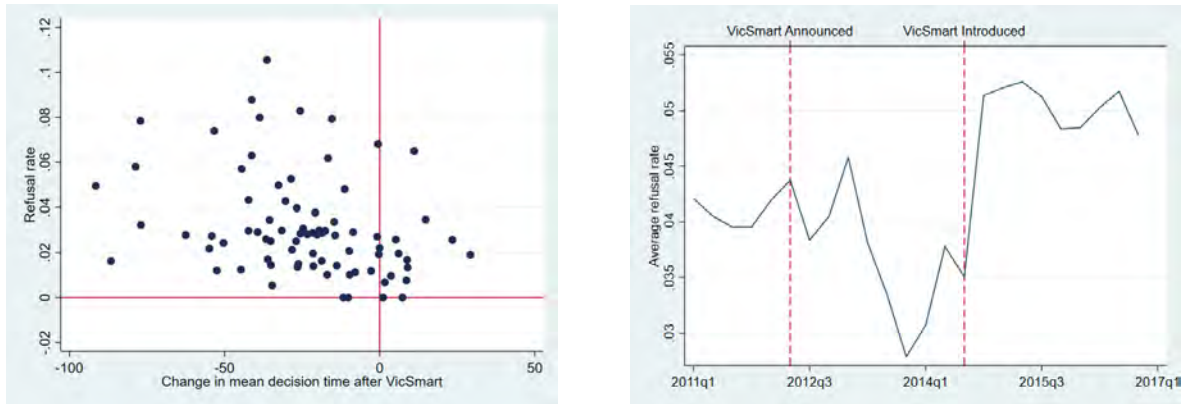 .12
.1
.08
.06
.04
.02
0
-.02
Refusal rate
-100
-50
0
50
Change in mean decision time after VicSmart
VicSmart Announced
VicSmart Introduced
.055
.05
.045
.04
.035
.03
Average refusal rate
2011q1
2012q3
2014q1
2015q3
2017q1